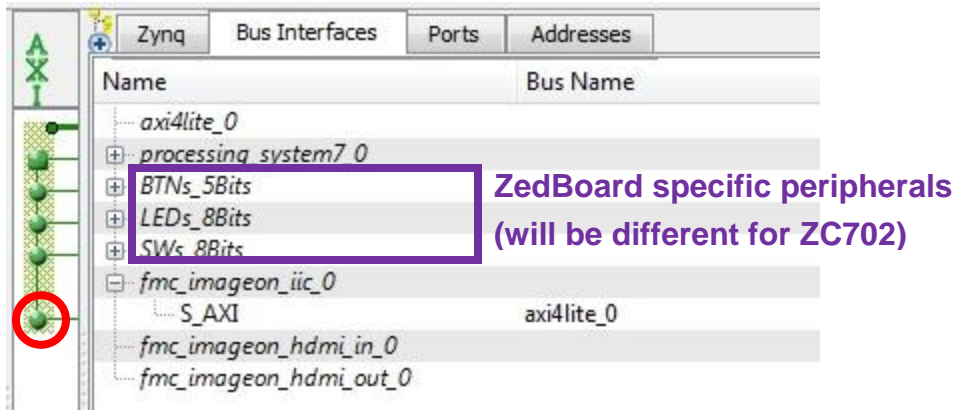 AXI
Zynq Bus Interfaces Ports Addresses
Name Bus Name
axi4lite_0
processing_system7_0
BTNs_5Bits
LEDs_8Bits
SWs_8Bits
ZedBoard specific peripherals
(will be different for ZC702)
fmc_imageon_iic_0
S_AXI axi4lite_0
fmc_imageon_hdmi_in_0
fmc_imageon_hdmi_out_0